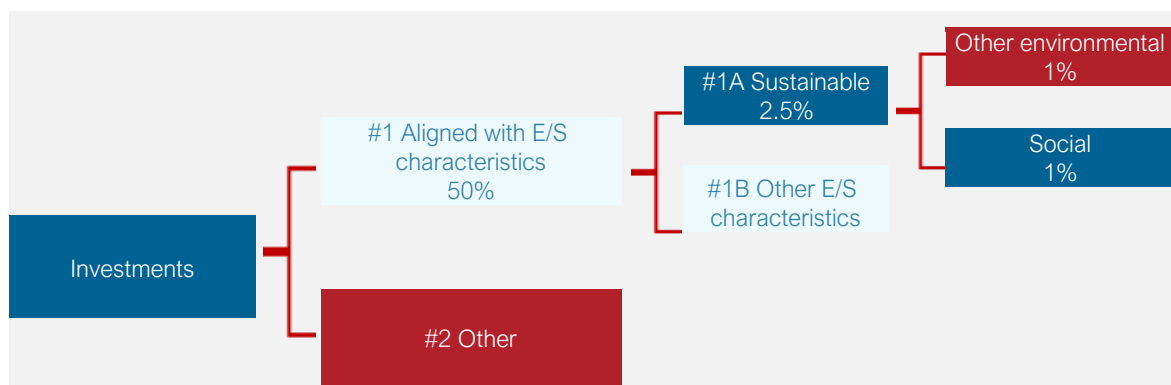 Investments
#1 Aligned with E/S
characteristics
50%
#2 Other
#1A Sustainable
2.5%
#1B Other E/S
characteristics
Other environmental
1%
Social
1%